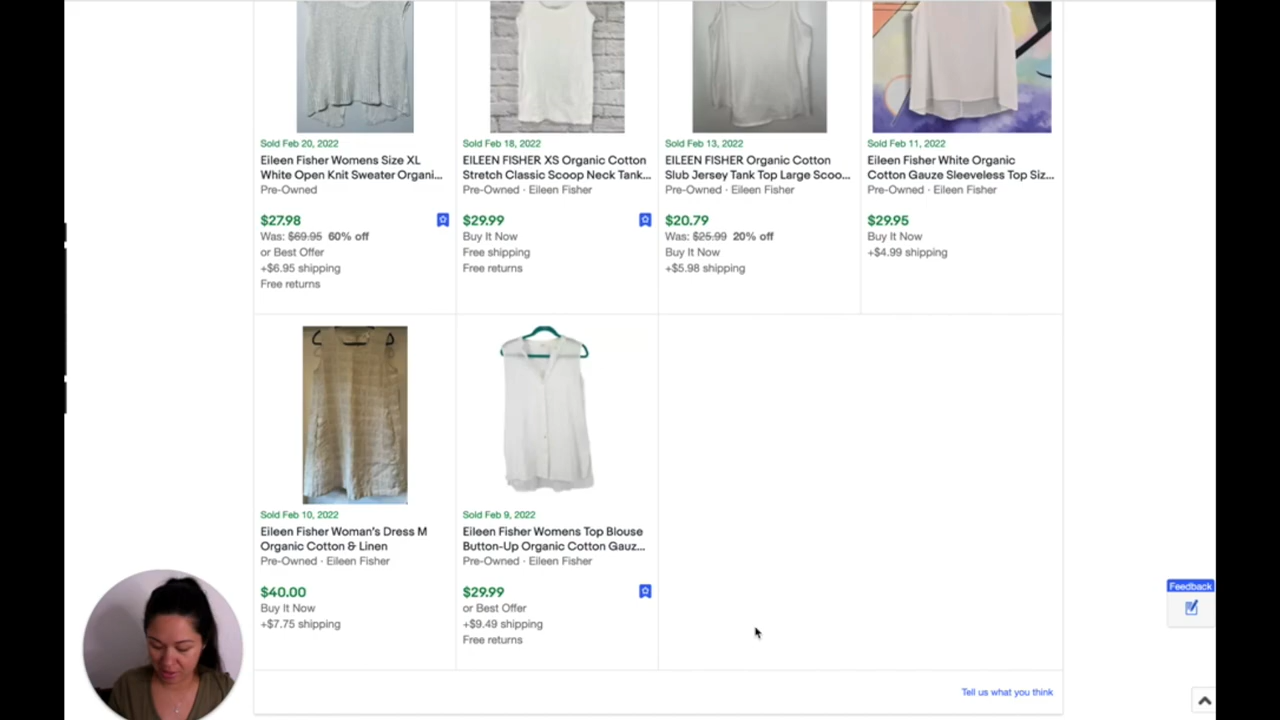 Sold Feb 20, 2022
Eileen Fisher Womens Size XL
White Open Knit Sweater Organi...
Pre-Owned
$27.98
Was: $69.95 60% off
or Best Offer
+$6.95 shipping
Free returns
Sold Feb 18, 2022
EILEEN FISHER XS Organic Cotton
Stretch Classic Scoop Neck Tank...
Pre-Owned · Eileen Fisher
$29.99
Buy It Now
Free shipping
Free returns
Sold Feb 13, 2022
EILEEN FISHER Organic Cotton
Slub Jersey Tank Top Large Scoo...
Pre-Owned · Eileen Fisher
$20.79
Was: $25.99 20% off
Buy It Now
+$5.98 shipping
Sold Feb 11, 2022
Eileen Fisher White Organic
Cotton Gauze Sleeveless Top Siz...
Pre-Owned · Eileen Fisher
$29.95
Buy It Now
+$4.99 shipping
Sold Feb 10, 2022
Eileen Fisher Woman's Dress M
Organic Cotton & Linen
Pre-Owned · Eileen Fisher
$40.00
Buy It Now
+$7.75 shipping
Sold Feb 9, 2022
Eileen Fisher Womens Top Blouse
Button-Up Organic Cotton Gauz...
Pre-Owned · Eileen Fisher
$29.99
or Best Offer
+$9.49 shipping
Free returns
Feedback
Tell us what you think